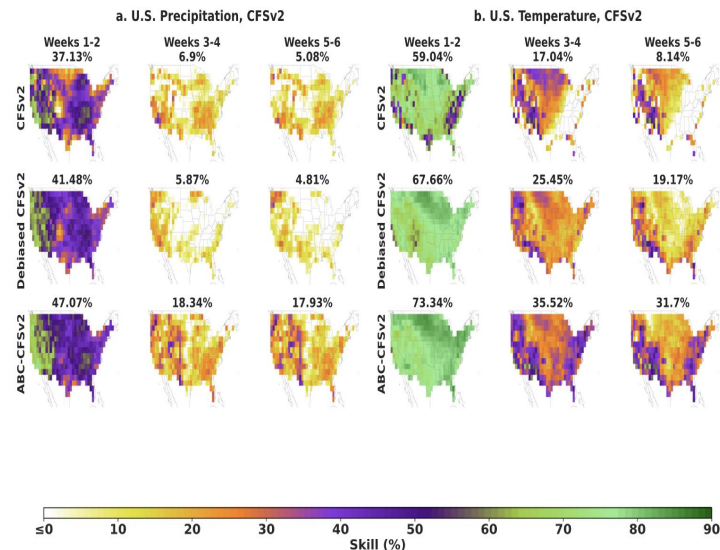 a. U.S. Precipitation, CFSv2
b. U.S. Temperature, CFSv2
Weeks 1-2
Weeks 3-4
Weeks 5-6
Weeks 1-2
Weeks 3-4
Weeks 5-6
37.13%
6.9%
5.08%
59.04%
17.04%
8.14%
CFSv2
CFSv2
41.48%
5.87%
4.81%
67.66%
25.45%
19.17%
Debiased CFSv2
Debiased CFSv2
47.07%
18.34%
17.93%
73.34%
35.52%
31.7%
ABC-CFSv2
ABC-CFSv2
≤0
10
20
30
40
50
60
70
80
90
Skill (%)